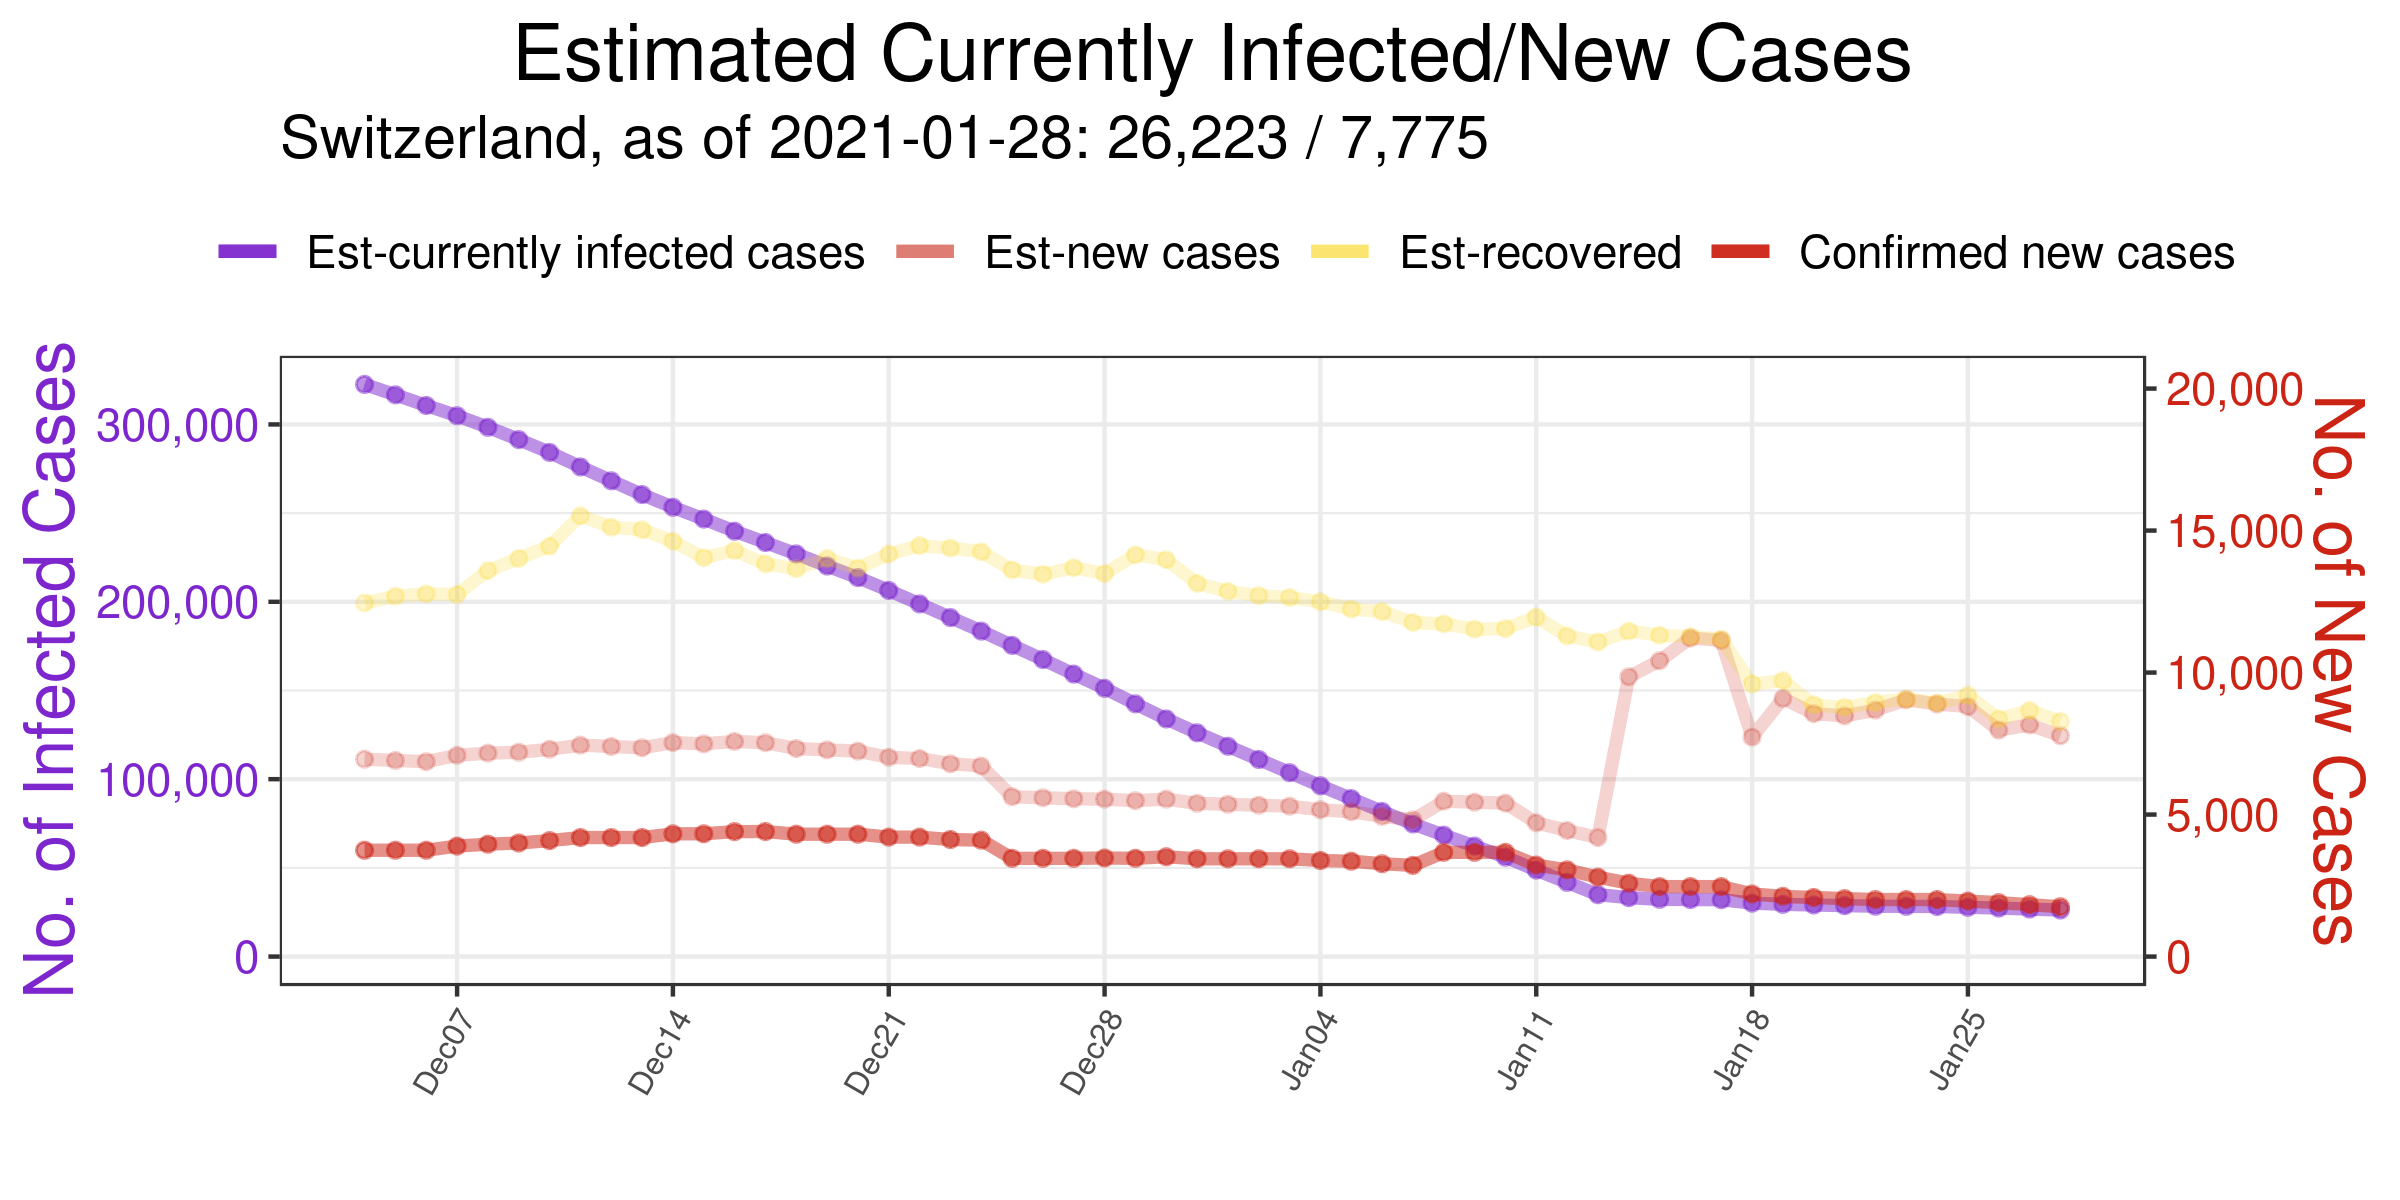 Estimated Currently Infected/New Cases
Switzerland, as of 2021-01-28: 26,223 / 7,775
Est-currently infected cases Est-new cases Est-recovered Confirmed new cases
No. of Infected Cases
300,000
200,000
100,000
0
20,000
15,000
10,000
5,000
0
No. of New Cases
Dec07 Dec14 Dec21 Dec28 Jan04 Jan11 Jan18 Jan25